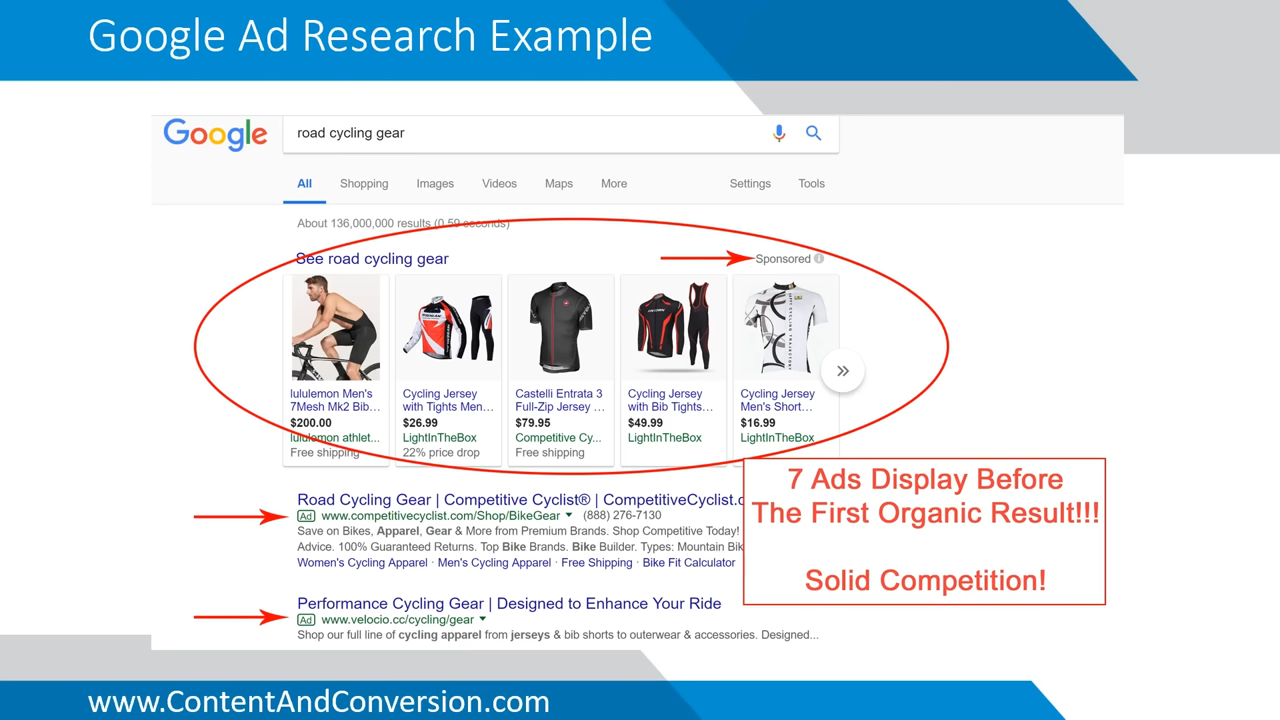 Google Ad Research Example
Google
road cycling gear
All Shopping Images Videos Maps More Settings Tools
About 136,000,000 results (0.59 seconds)
See road cycling gear
Sponsored
lululemon Men's
7Mesh Mk2 Bib...
$200.00
lululemon athlet...
Free shipping
Cycling Jersey
with Tights Men...
$26.99
LightInTheBox
22% price drop
Castelli Entrata 3
Full-Zip Jersey ...
$79.95
Competitive Cy...
Free shipping
Cycling Jersey
with Bib Tights...
$49.99
LightInTheBox
Cycling Jersey
Men's Short...
$16.99
LightInTheBox
Road Cycling Gear | Competitive Cyclist® | CompetitiveCyclist.c
Ad www.competitivecyclist.com/Shop/BikeGear (888) 276-7130
Save on Bikes, Apparel, Gear & More from Premium Brands. Shop Competitive Today!
Advice. 100% Guaranteed Returns. Top Bike Brands. Bike Builder. Types: Mountain Bik
Women's Cycling Apparel · Men's Cycling Apparel · Free Shipping · Bike Fit Calculator
Performance Cycling Gear | Designed to Enhance Your Ride
Ad www.velocio.cc/cycling/gear
Shop our full line of cycling apparel from jerseys & bib shorts to outerwear & accessories. Designed...
7 Ads Display Before
The First Organic Result!!!
Solid Competition!
www.ContentAndConversion.com